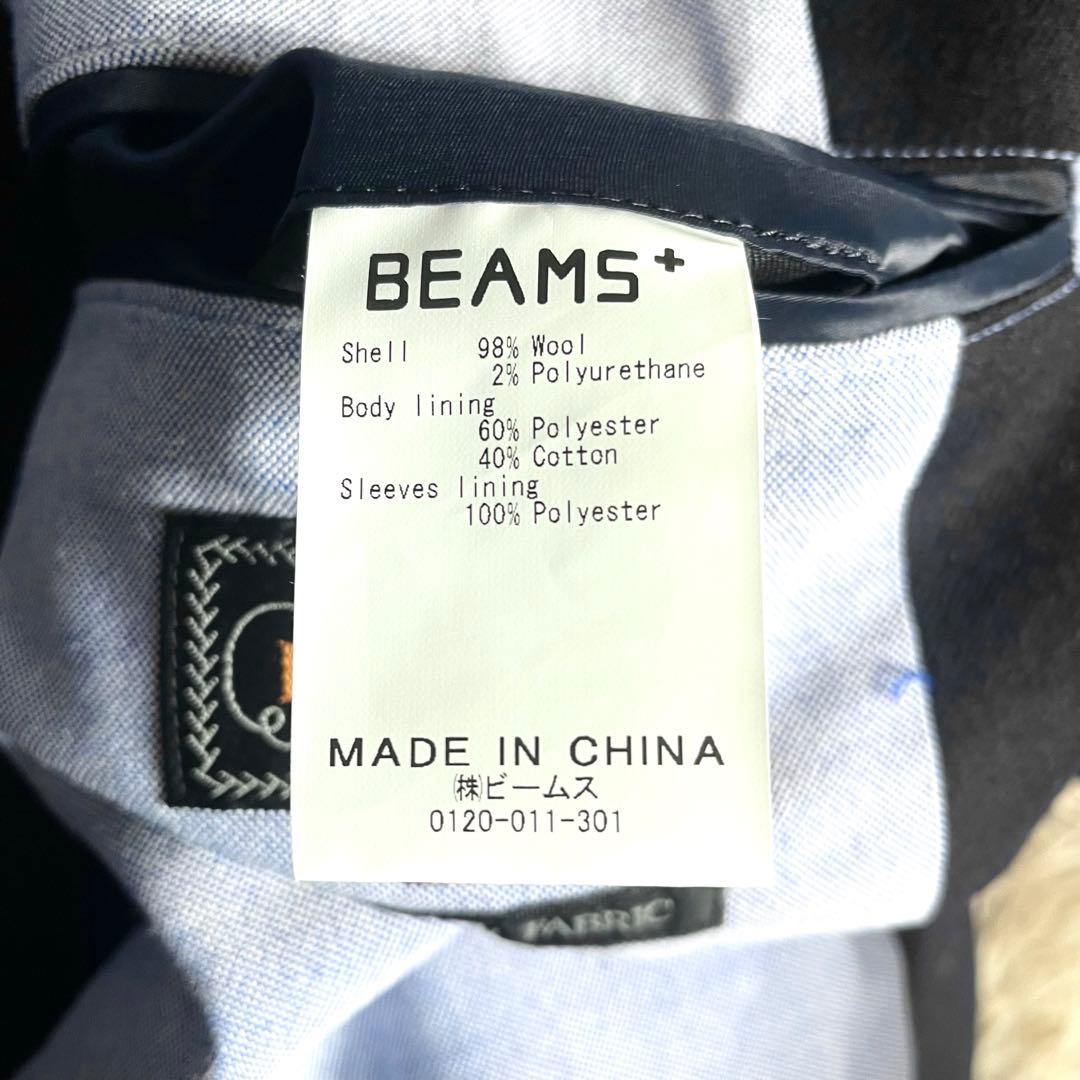 BEAMS+
Shell 98% Wool
2% Polyurethane
Body lining
60% Polyester
40% Cotton
Sleeves lining
100% Polyester
MADE IN CHINA
㈱ビームス
0120-011-301
FABRIC